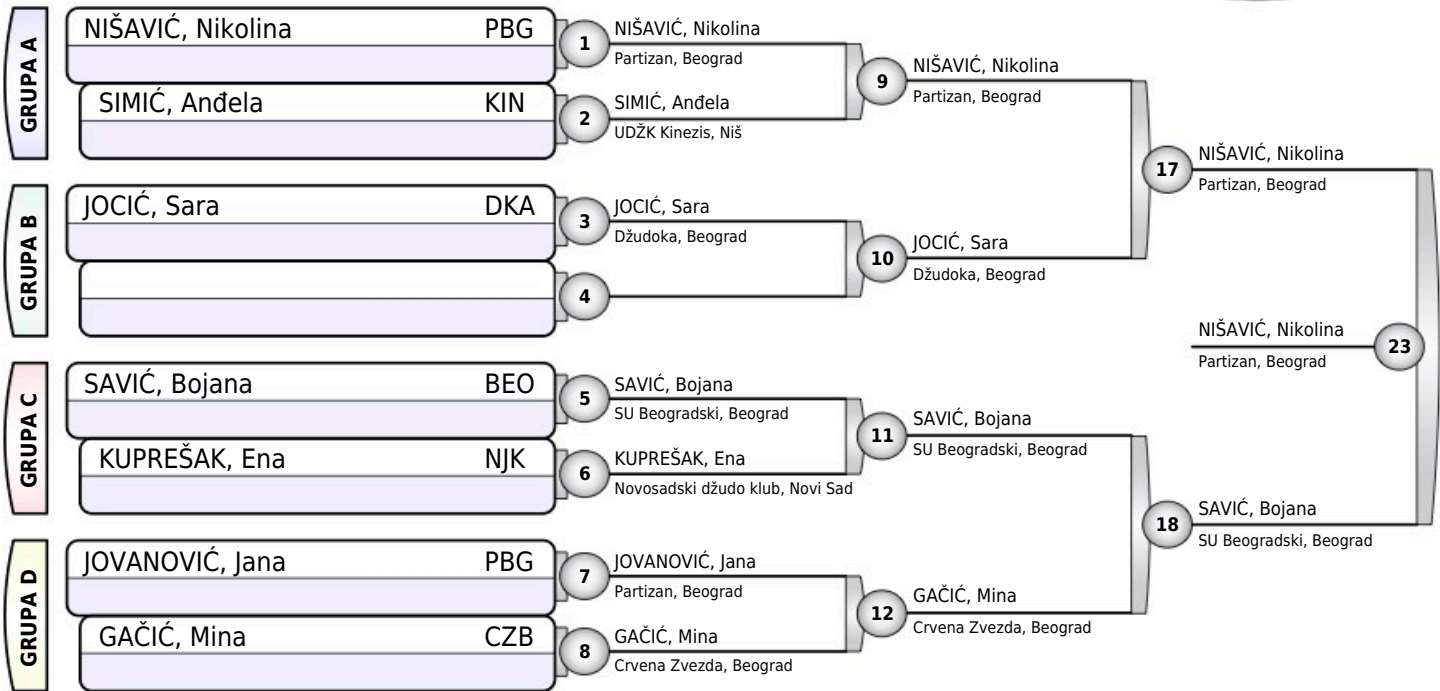 GRUPA A
NIŠAVIĆ, Nikolina PBG
SIMIĆ, Anđela KIN
1
NIŠAVIĆ, Nikolina
Partizan, Beograd
2
SIMIĆ, Anđela
UDŽK Kinezis, Niš
9
NIŠAVIĆ, Nikolina
Partizan, Beograd
GRUPA B
JOCIĆ, Sara DKA
3
JOCIĆ, Sara
Džudoka, Beograd
4
10
JOCIĆ, Sara
Džudoka, Beograd
17
NIŠAVIĆ, Nikolina
Partizan, Beograd
GRUPA C
SAVIĆ, Bojana BEO
KUPREŠAK, Ena NJK
5
SAVIĆ, Bojana
SU Beogradski, Beograd
6
KUPREŠAK, Ena
Novosadski džudo klub, Novi Sad
11
SAVIĆ, Bojana
SU Beogradski, Beograd
GRUPA D
JOVANOVIĆ, Jana PBG
GAČIĆ, Mina CZB
7
JOVANOVIĆ, Jana
Partizan, Beograd
8
GAČIĆ, Mina
Crvena Zvezda, Beograd
12
GAČIĆ, Mina
Crvena Zvezda, Beograd
18
SAVIĆ, Bojana
SU Beogradski, Beograd
NIŠAVIĆ, Nikolina
Partizan, Beograd
23